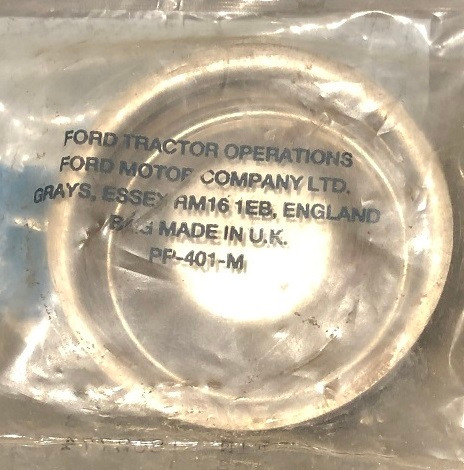 FORD TRACTOR OPERATIONS
FORD MOTOR COMPANY LTD.
GRAYS, ESSEX RM16 1EB, ENGLAND
BAG MADE IN U.K.
PP-401-M